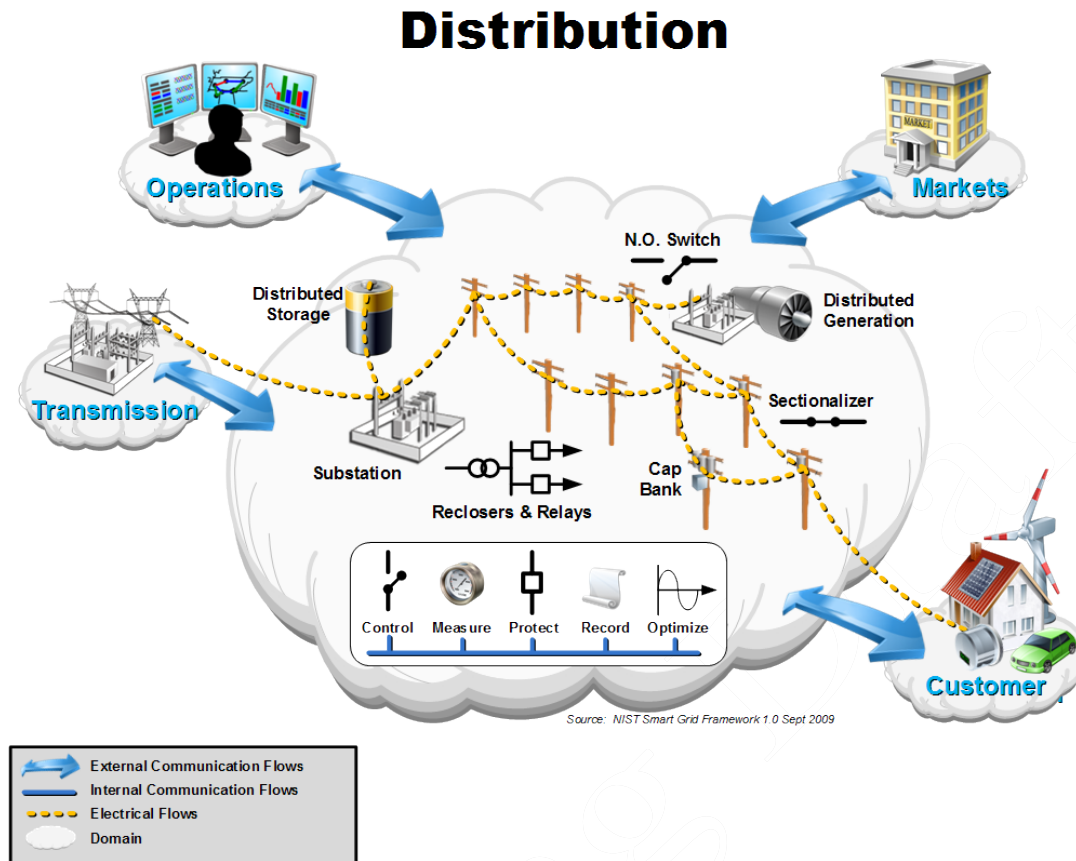 Distribution
Operations
MARKET
Markets
N.O. Switch
Distributed
Storage
Distributed
Generation
Transmission
Sectionalizer
Substation
Cap
Bank
Reclosers & Relays
Control Measure Protect Record Optimize
Customer
Source: NIST Smart Grid Framework 1.0 Sept 2009
External Communication Flows
Internal Communication Flows
Electrical Flows
Domain